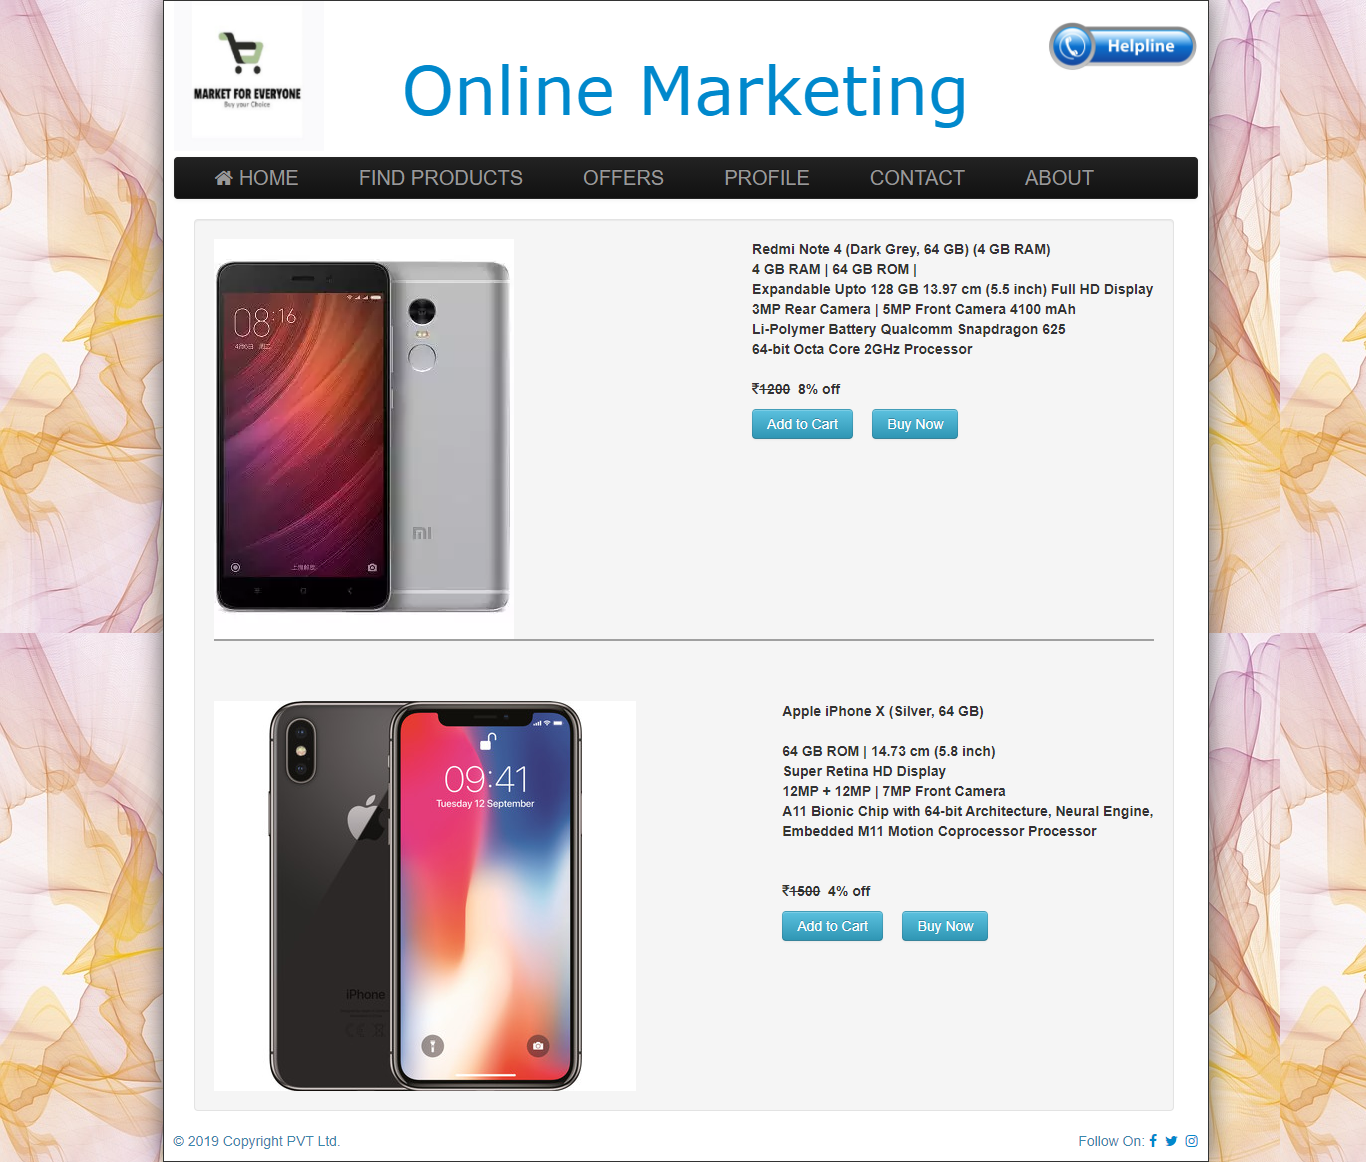 MARKET FOR EVERYONE
Buy your Choice
Online Marketing
Helpline
HOME FIND PRODUCTS OFFERS PROFILE CONTACT ABOUT
08:16
Redmi Note 4 (Dark Grey, 64 GB) (4 GB RAM)
4 GB RAM | 64 GB ROM |
Expandable Upto 128 GB 13.97 cm (5.5 inch) Full HD Display
3MP Rear Camera | 5MP Front Camera 4100 mAh
Li-Polymer Battery Qualcomm Snapdragon 625
64-bit Octa Core 2GHz Processor
₹1200 8% off
Add to Cart Buy Now
MI
09:41
Tuesday 12 September
iPhone
Apple iPhone X (Silver, 64 GB)
64 GB ROM | 14.73 cm (5.8 inch)
Super Retina HD Display
12MP + 12MP | 7MP Front Camera
A11 Bionic Chip with 64-bit Architecture, Neural Engine,
Embedded M11 Motion Coprocessor Processor
₹1500 4% off
Add to Cart Buy Now
© 2019 Copyright PVT Ltd.
Follow On: